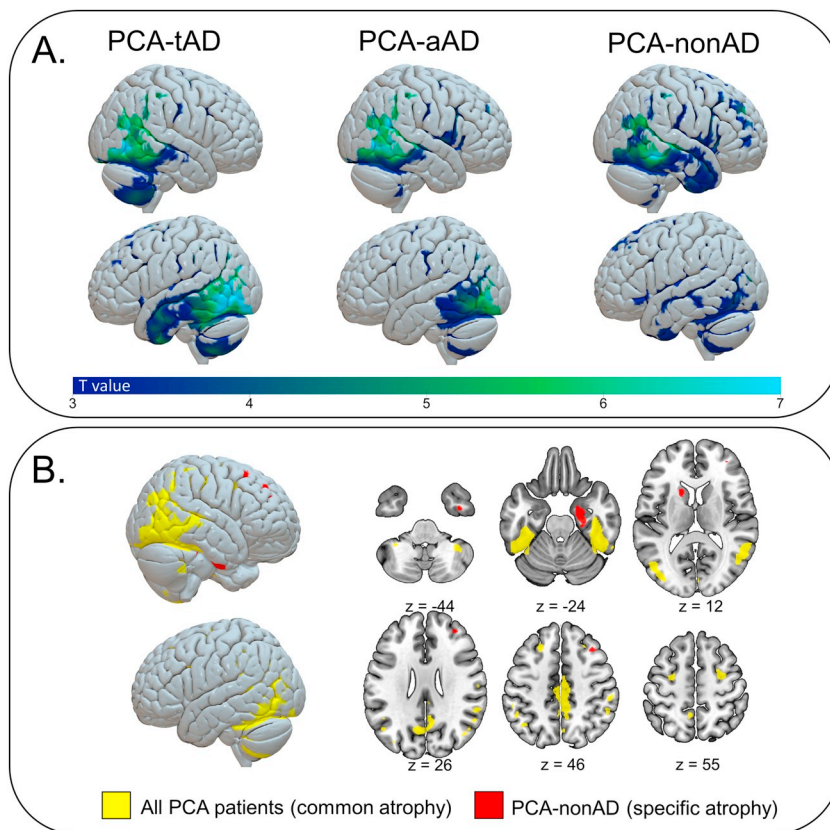 A.
PCA-tAD
PCA-aAD
PCA-nonAD
T value
3 4 5 6 7
B.
z = -44
z = -24
z = 12
z = 26
z = 46
z = 55
All PCA patients (common atrophy)
PCA-nonAD (specific atrophy)